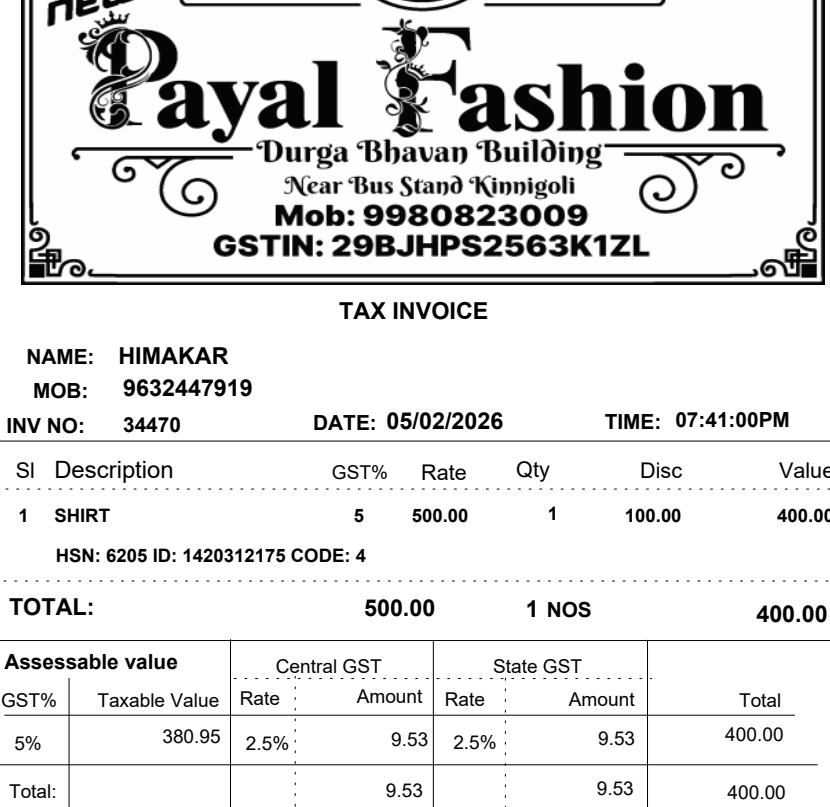 new
Payal Fashion
Durga Bhavan Building
Near Bus Stand Kinnigoli
Mob: 9980823009
GSTIN: 29BJHPS2563K1ZL
TAX INVOICE
NAME: HIMAKAR
MOB: 9632447919
INV NO: 34470 DATE: 05/02/2026 TIME: 07:41:00PM
Sl Description GST% Rate Qty Disc Value
1 SHIRT 5 500.00 1 100.00 400.00
HSN: 6205 ID: 1420312175 CODE: 4
TOTAL: 500.00 1 NOS 400.00
Assessable value Central GST State GST
GST% Taxable Value Rate Amount Rate Amount Total
5% 380.95 2.5% 9.53 2.5% 9.53 400.00
Total: 9.53 9.53 400.00